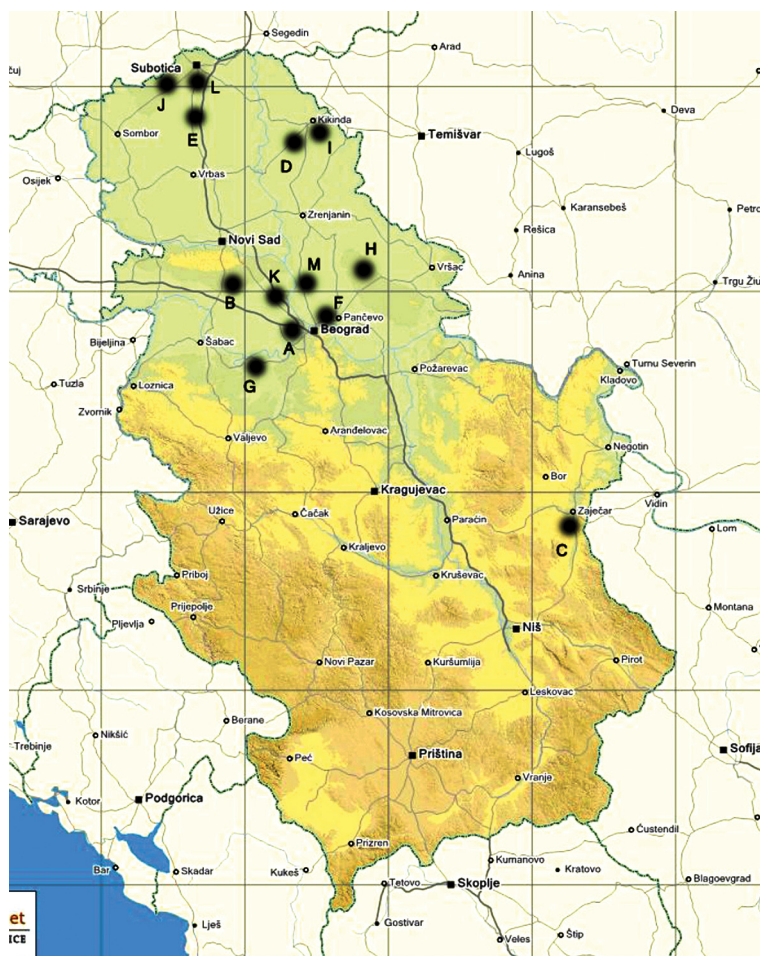 Segedin
Arad
čuj
Subotica
J
L
Deva
E
Kikinda
I
Sombor
D
Temišvar
Lugoš
Vrbas
Osijek
Karansebeš
Petro
Zrenjanin
Rešica
Novi Sad
H
Vršac
M
Anina
K
Trgu Žiu
B
F
Pančevo
Beograd
A
Bijeljina
Šabac
Turnu Severin
G
Požarevac
Kladovo
Tuzla
Loznica
Zvornik
Aranđelovac
Valjevo
Negotin
Bor
Kragujevac
Vidin
Užice
Čačak
Zaječar
Sarajevo
Paraćin
Lom
Kraljevo
C
Priboj
Kruševac
Srbinje
Prijepolje
Montana
Pljevlja
Niš
Novi Pazar
Kuršumlija
Pirot
Leskovac
Kosovska Mitrovica
Berane
Nikšić
Trebinje
Sofija
Priština
Peć
Vranje
Kotor
Podgorica
Ćustendil
Prizren
Kumanovo
Bar
Skadar
Kukeš
Kratovo
Tetovo
Skoplje
Blagoevgrad
et
Lješ
Gostivar
ICE
Štip
Veles